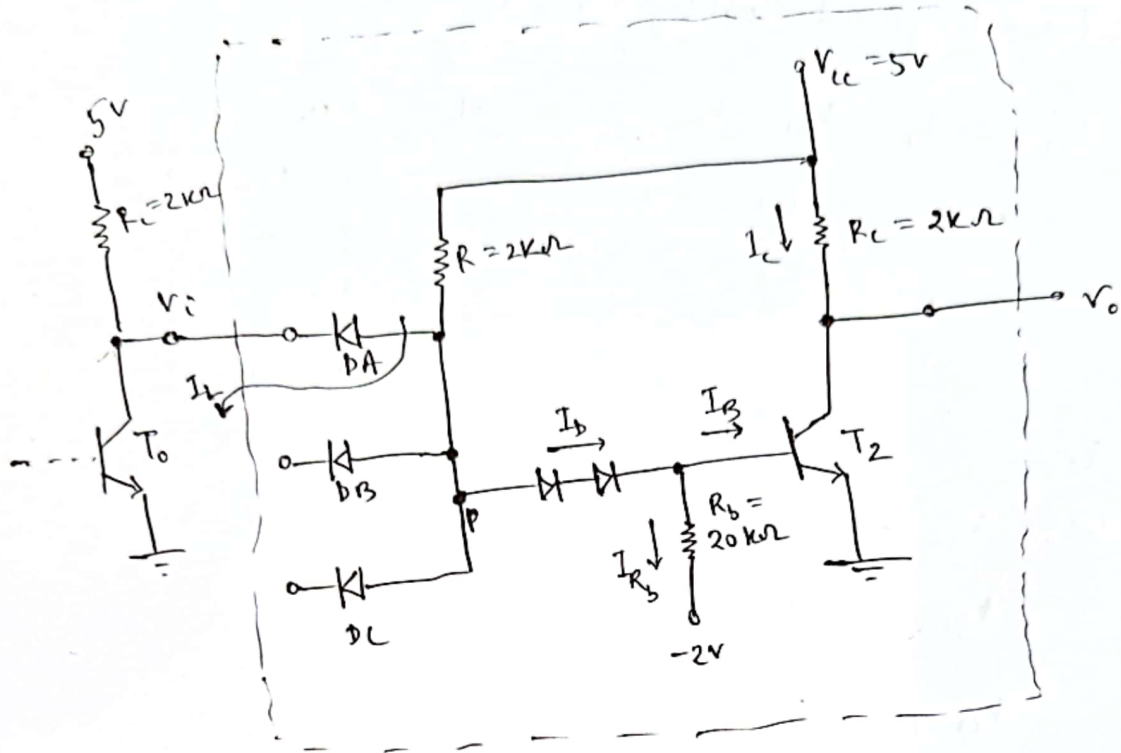 5V
Rc=2kΩ
Vi
IL
T0
Vcc=5V
R=2kΩ
Ic
Rc = 2kΩ
Vo
DA
DB
DC
P
ID
IB
T2
Rb =
20kΩ
IRb
-2V